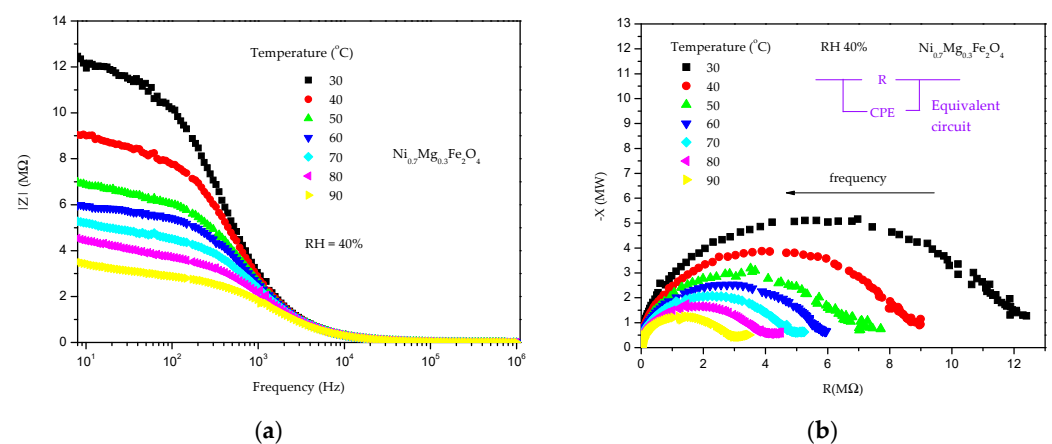 14
12
10
8
6
4
2
0
|Z| (MΩ)
Temperature (°C)
30
40
50
60
70
80
90
Ni0.7Mg0.3Fe2O4
RH = 40%
10¹ 10² 10³ 10⁴ 10⁵ 10⁶
Frequency (Hz)
(a)
13
12
11
10
9
8
7
6
5
4
3
2
1
0
-X (MW)
Temperature (°C) RH 40% Ni0.7Mg0.3Fe2O4
30
40
50
60
70
80
90
R
CPE
Equivalent
circuit
frequency
0 2 4 6 8 10 12
R(MΩ)
(b)